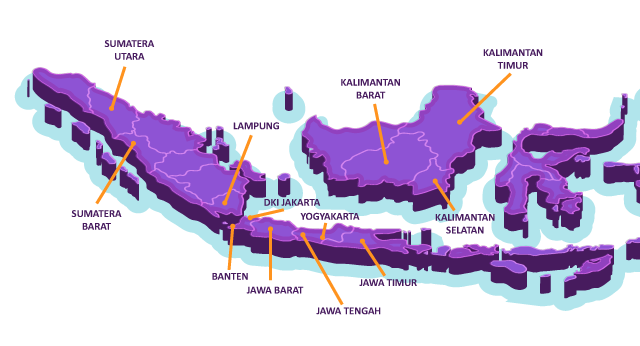 SUMATERA
UTARA
KALIMANTAN
TIMUR
KALIMANTAN
BARAT
LAMPUNG
DKI JAKARTA
YOGYAKARTA
SUMATERA
BARAT
KALIMANTAN
SELATAN
BANTEN
JAWA BARAT
JAWA TIMUR
JAWA TENGAH